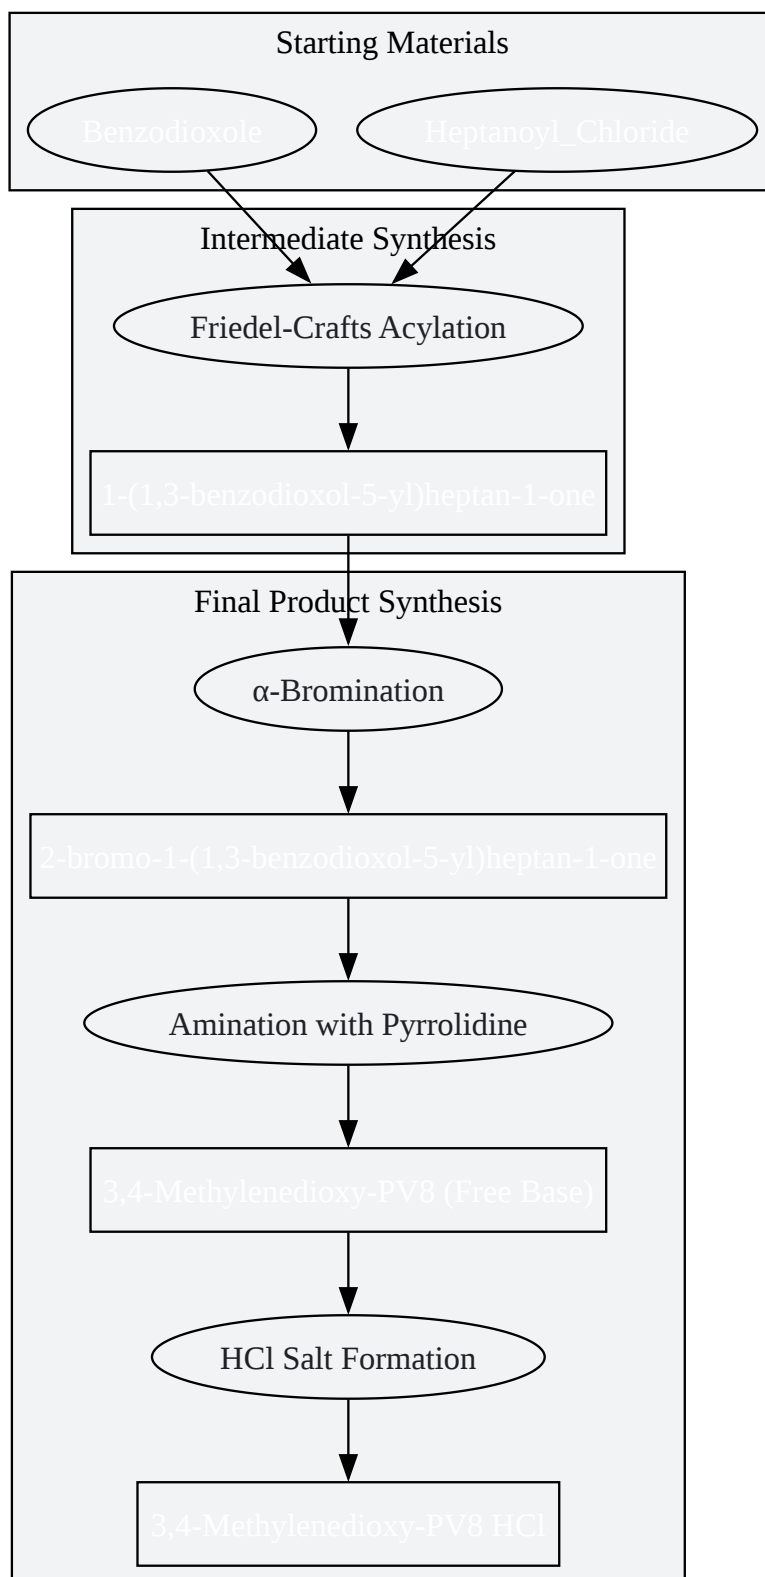 Starting Materials
Benzodioxole
Heptanoyl_Chloride
Intermediate Synthesis
Friedel-Crafts Acylation
1-(1,3-benzodioxol-5-yl)heptan-1-one
Final Product Synthesis
α-Bromination
2-bromo-1-(1,3-benzodioxol-5-yl)heptan-1-one
Amination with Pyrrolidine
3,4-Methylenedioxy-PV8 (Free Base)
HCl Salt Formation
3,4-Methylenedioxy-PV8 HCl